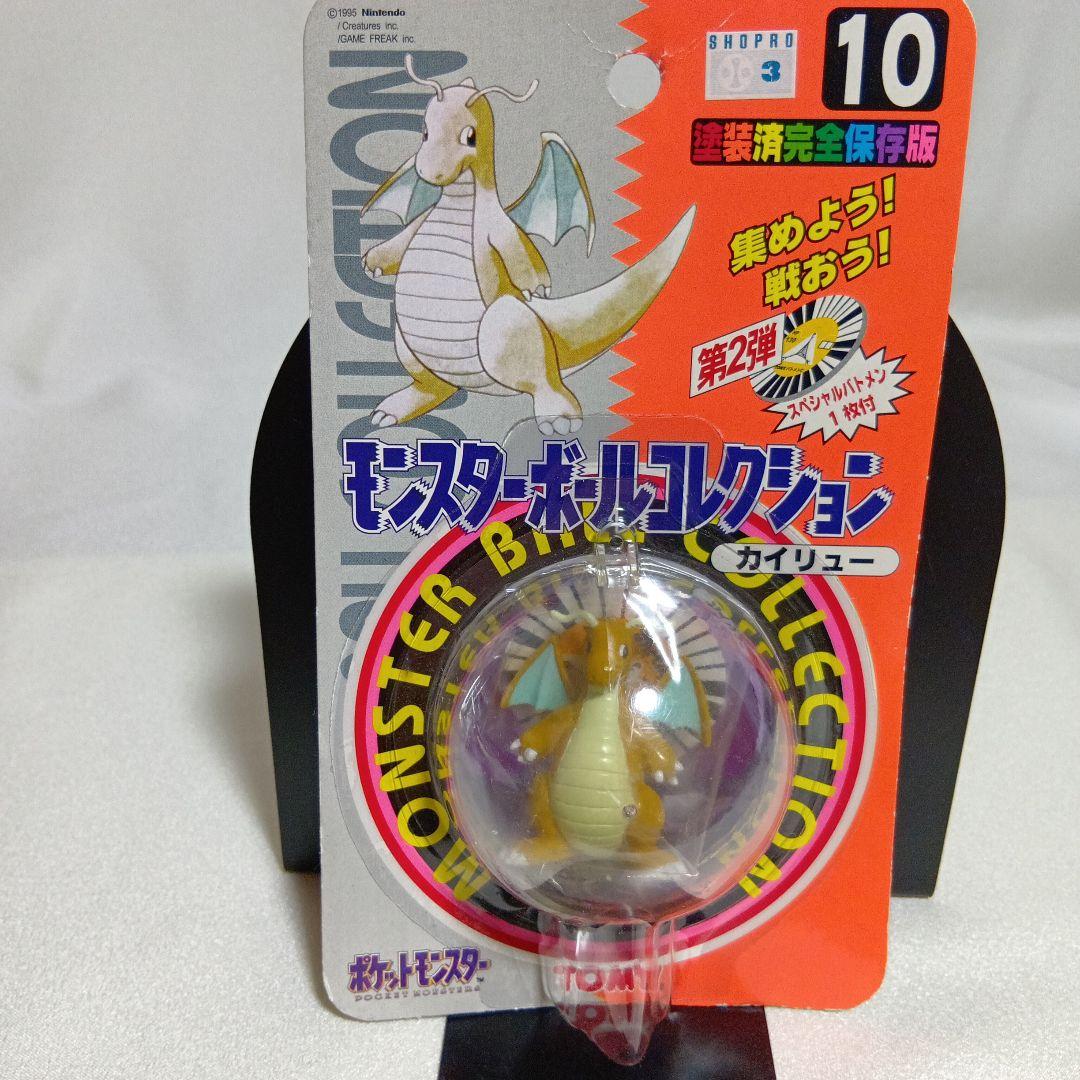 ©1995 Nintendo
/Creatures inc.
/GAME FREAK inc.
SHOPRO
3
10
塗装済完全保存版
集めよう!
戦おう!
第2弾
スペシャルバトメン
1枚付
モンスターボールコレクション
カイリュー
MONSTER BALL COLLECTION
ポケットモンスター
POCKET MONSTERS
TOMY